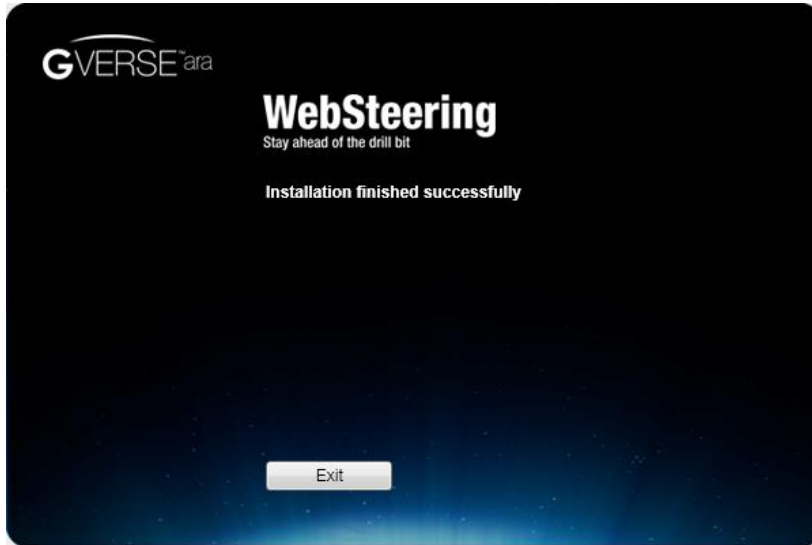 GVERSE™ara
WebSteering
Stay ahead of the drill bit
Installation finished successfully
Exit